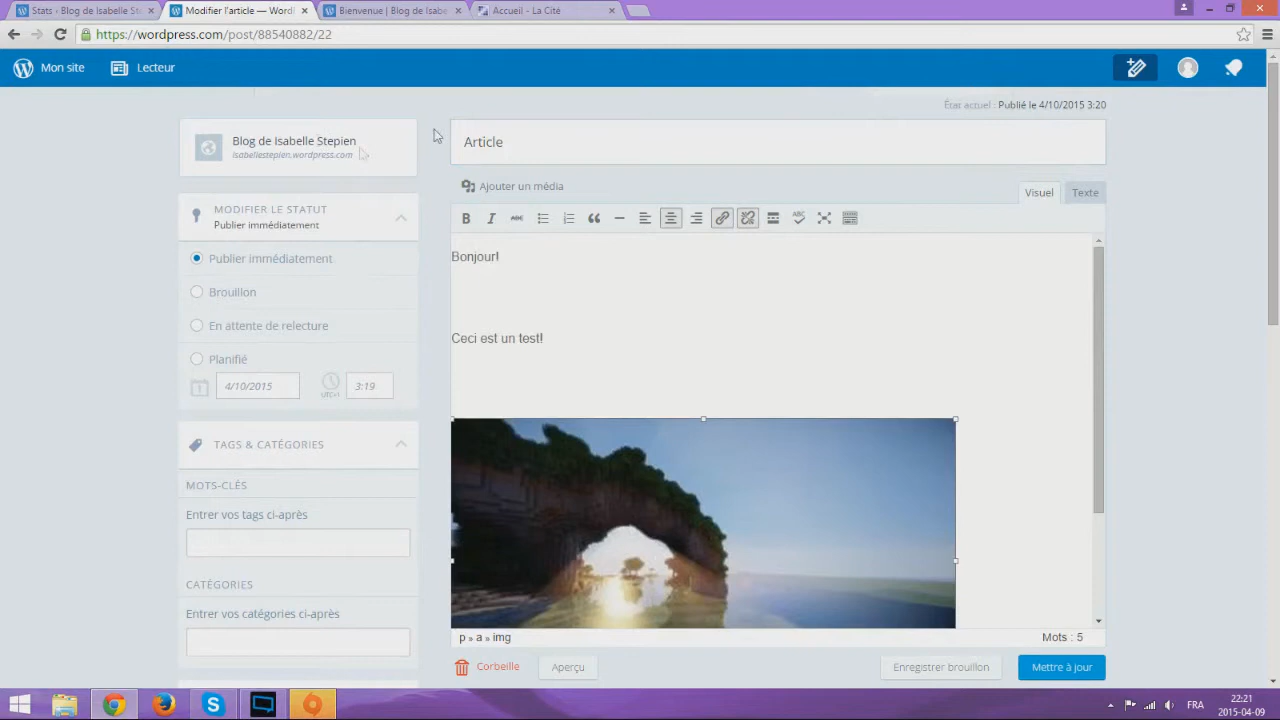 Stats · Blog de Isabelle St
Modifier l'article — Word
Bienvenue | Blog de Isabe
Accueil - La Cité
https://wordpress.com/post/88540882/22
Mon site
Lecteur
État actuel : Publié le 4/10/2015 3:20
Blog de Isabelle Stepien
isabellestepien.wordpress.com
Article
Ajouter un média
Visuel
Texte
MODIFIER LE STATUT
Publier immédiatement
B I ABC ABC
Publier immédiatement
Bonjour!
Brouillon
En attente de relecture
Ceci est un test!
Planifié
1 4/10/2015
UTC+1 3:19
TAGS & CATÉGORIES
MOTS-CLÉS
Entrer vos tags ci-après
CATÉGORIES
Entrer vos catégories ci-après
p » a » img
Mots : 5
Corbeille
Aperçu
Enregistrer brouillon
Mettre à jour
FRA
22:21
2015-04-09